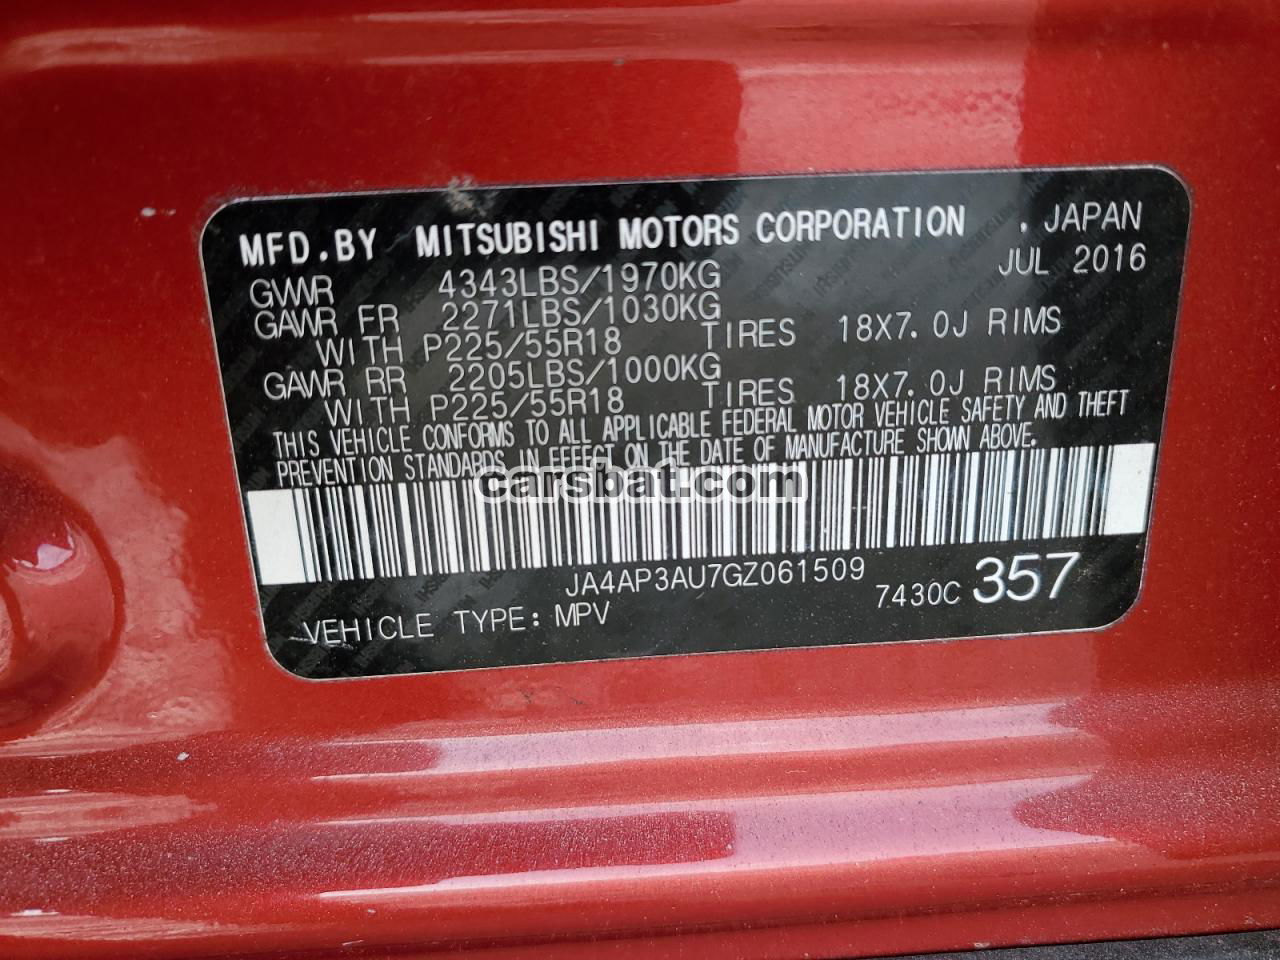 MFD.BY MITSUBISHI MOTORS CORPORATION . JAPAN
GVWR 4343LBS/1970KG JUL 2016
GAWR FR 2271LBS/1030KG
WITH P225/55R18 TIRES 18X7.0J RIMS
GAWR RR 2205LBS/1000KG
WITH P225/55R18 TIRES 18X7.0J RIMS
THIS VEHICLE CONFORMS TO ALL APPLICABLE FEDERAL MOTOR VEHICLE SAFETY AND THEFT
PREVENTION STANDARDS IN EFFECT ON THE DATE OF MANUFACTURE SHOWN ABOVE.
carsbat.com
JA4AP3AU7GZ061509
VEHICLE TYPE: MPV 7430C 357